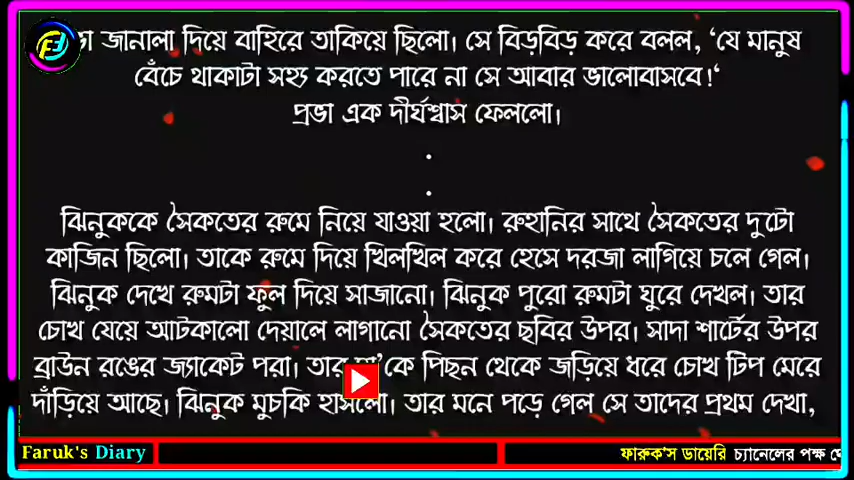 জানালা দিয়ে বাহিরে তাকিয়ে ছিলো। সে বিড়বিড় করে বলল, ‘যে মানুষ
বেঁচে থাকাটা সহ্য করতে পারে না সে আবার ভালোবাসবে!‘
প্রভা এক দীর্ঘশ্বাস ফেললো।
.
.
ঝিনুককে সৈকতের রুমে নিয়ে যাওয়া হলো। রুহানির সাথে সৈকতের দুটো
কাজিন ছিলো। তাকে রুমে দিয়ে খিলখিল করে হেসে দরজা লাগিয়ে চলে গেল।
ঝিনুক দেখে রুমটা ফুল দিয়ে সাজানো। ঝিনুক পুরো রুমটা ঘুরে দেখল। তার
চোখ যেয়ে আটকালো দেয়ালে লাগানো সৈকতের ছবির উপর। সাদা শার্টের উপর
ব্রাউন রঙের জ্যাকেট পরা। তার পিছন থেকে জড়িয়ে ধরে চোখ টিপ মেরে
দাঁড়িয়ে আছে। ঝিনুক মুচকি হাসলো। তার মনে পড়ে গেল সে তাদের প্রথম দেখা,
Faruk's Diary
ফারুক'স ডায়েরি চ্যানেলের পক্ষ